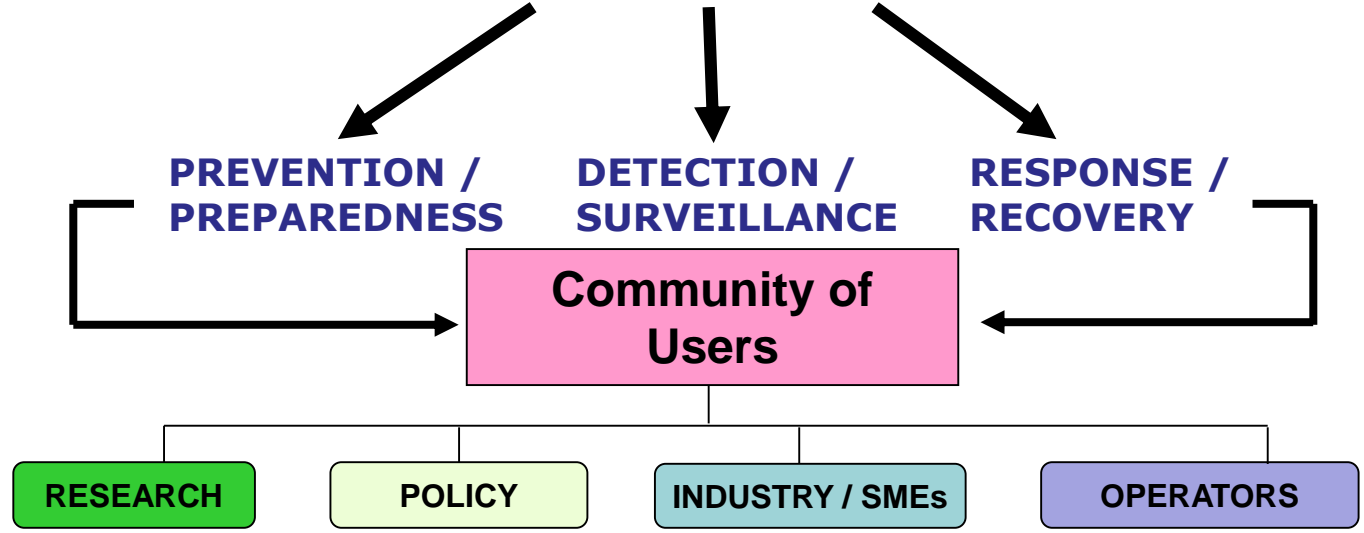 PREVENTION /
PREPAREDNESS
DETECTION /
SURVEILLANCE
RESPONSE /
RECOVERY
Community of
Users
RESEARCH
POLICY
INDUSTRY / SMEs
OPERATORS